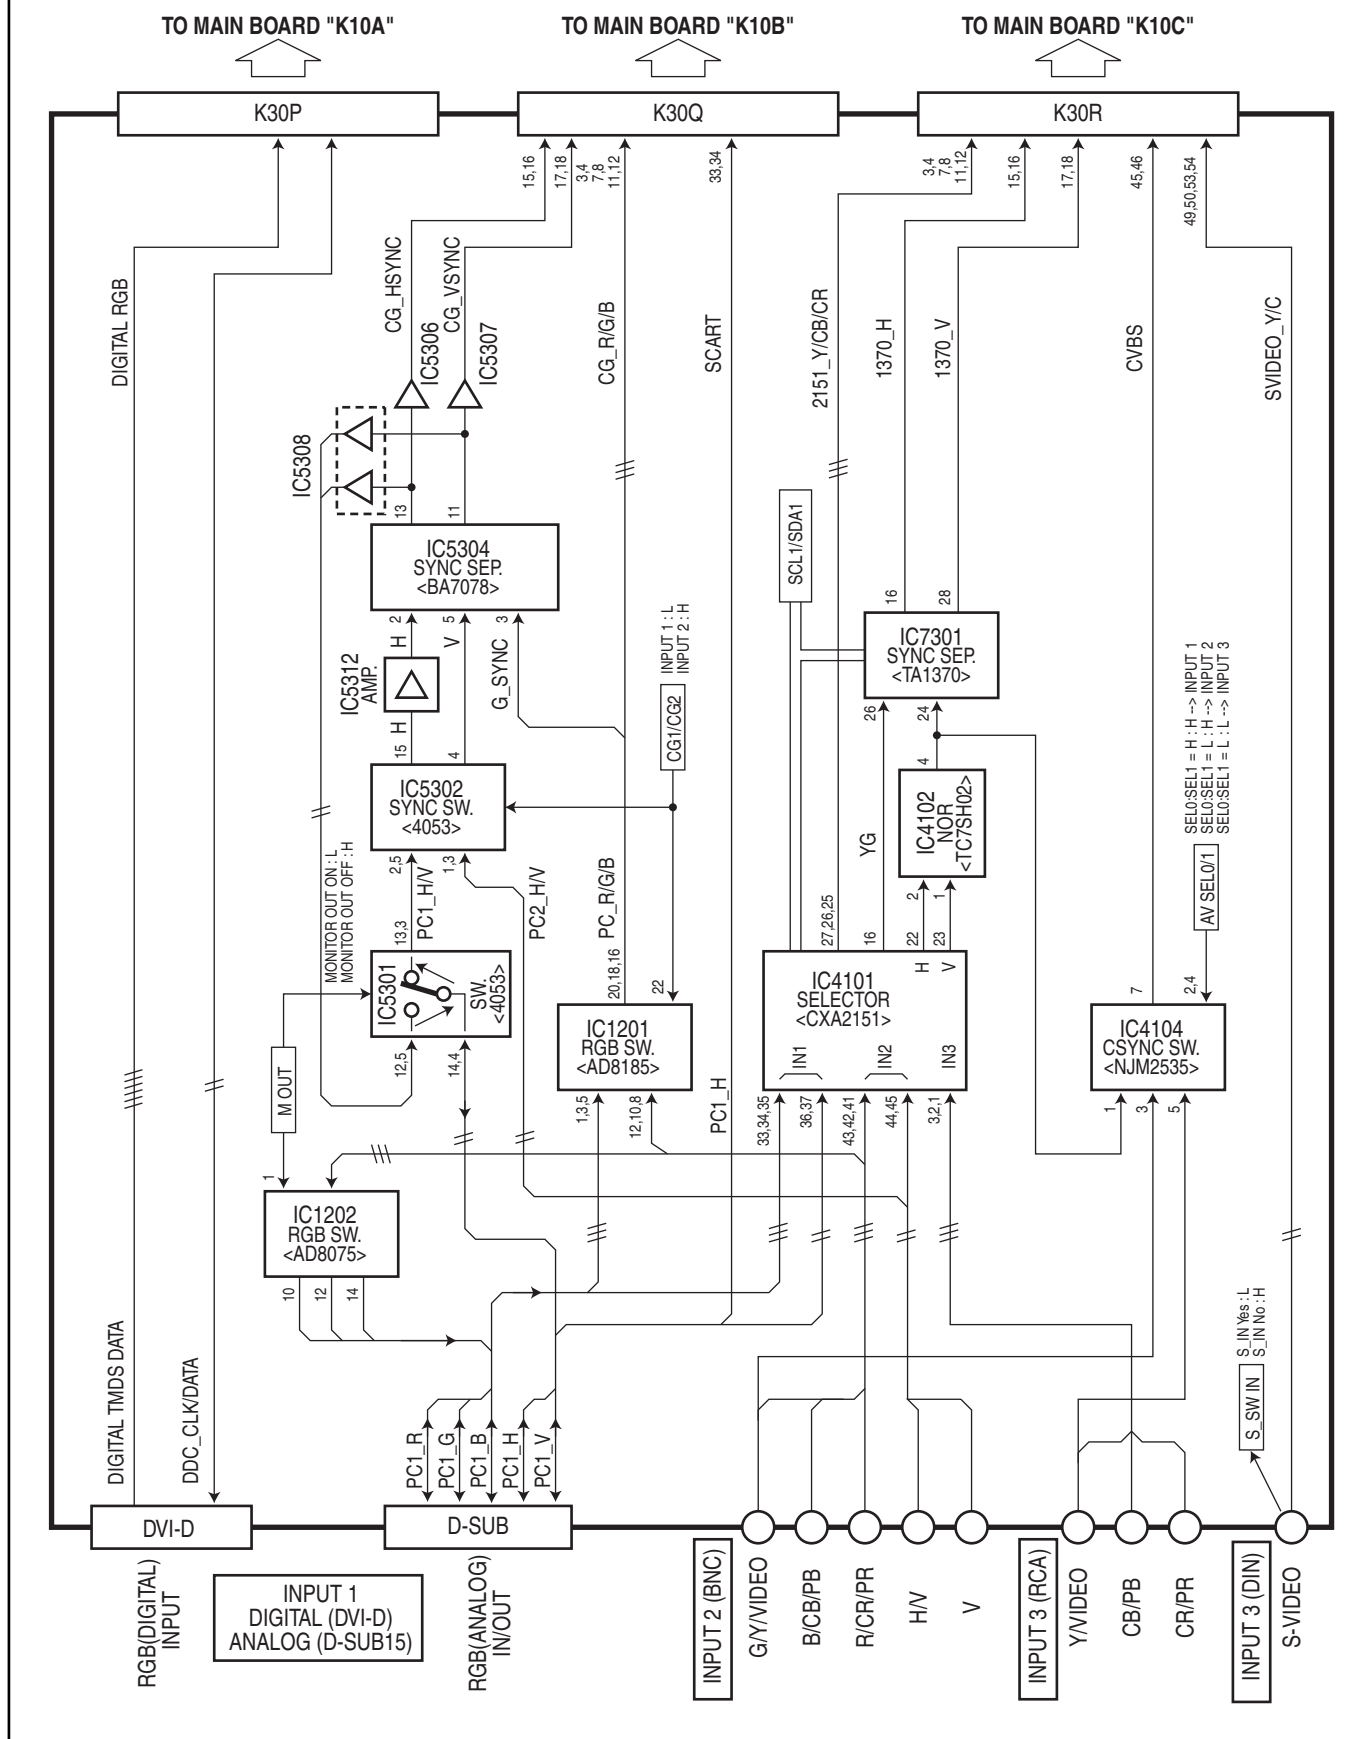 TO MAIN BOARD "K10A"
TO MAIN BOARD "K10B"
TO MAIN BOARD "K10C"
K30P
K30Q
K30R
15,16
17,18
3,4
7,8
11,12
33,34
3,4
7,8
11,12
15,16
17,18
45,46
49,50,53,54
DIGITAL RGB
CG_HSYNC
CG_VSYNC
IC5306
IC5307
IC5308
CG_R/G/B
SCART
2151_Y/CB/CR
1370_H
1370_V
CVBS
SVIDEO_Y/C
13
11
IC5304
SYNC SEP.
<BA7078>
2
5
3
H
V
G_SYNC
IC5312
AMP.
H
15
4
IC5302
SYNC SW.
<4053>
2,5
1,3
CG1/CG2
INPUT 1 : L
INPUT 2 : H
SCL1/SDA1
16
28
IC7301
SYNC SEP.
<TA1370>
26
24
YG
4
IC4102
NOR
<TC7SH02>
2
1
SEL0:SEL1 = H : H --> INPUT 1
SEL0:SEL1 = L : H --> INPUT 2
SEL0:SEL1 = L : L --> INPUT 3
AV SEL0/1
MONITOR OUT ON : L
MONITOR OUT OFF : H
PC1_H/V
13,3
PC2_H/V
PC_R/G/B
20,18,16
22
IC5301
SW.
<4053>
12,5
14,4
M OUT
IC1201
RGB SW.
<AD8185>
1,3,5
12,10,8
PC1_H
27,26,25
16
22
23
H
V
IC4101
SELECTOR
<CXA2151>
IN1
IN2
IN3
33,34,35
36,37
43,42,41
44,45
3,2,1
7
2,4
IC4104
CSYNC SW.
<NJM2535>
1
3
5
1
IC1202
RGB SW.
<AD8075>
10
12
14
DIGITAL TMDS DATA
DDC_CLK/DATA
PC1_R
PC1_G
PC1_B
PC1_H
PC1_V
S_SW IN
S_IN Yes : L
S_IN No : H
DVI-D
D-SUB
RGB(DIGITAL)
INPUT
INPUT 1
DIGITAL (DVI-D)
ANALOG (D-SUB15)
RGB(ANALOG)
IN/OUT
INPUT 2 (BNC)
G/Y/VIDEO
B/CB/PB
R/CR/PR
H/V
V
INPUT 3 (RCA)
Y/VIDEO
CB/PB
CR/PR
INPUT 3 (DIN)
S-VIDEO